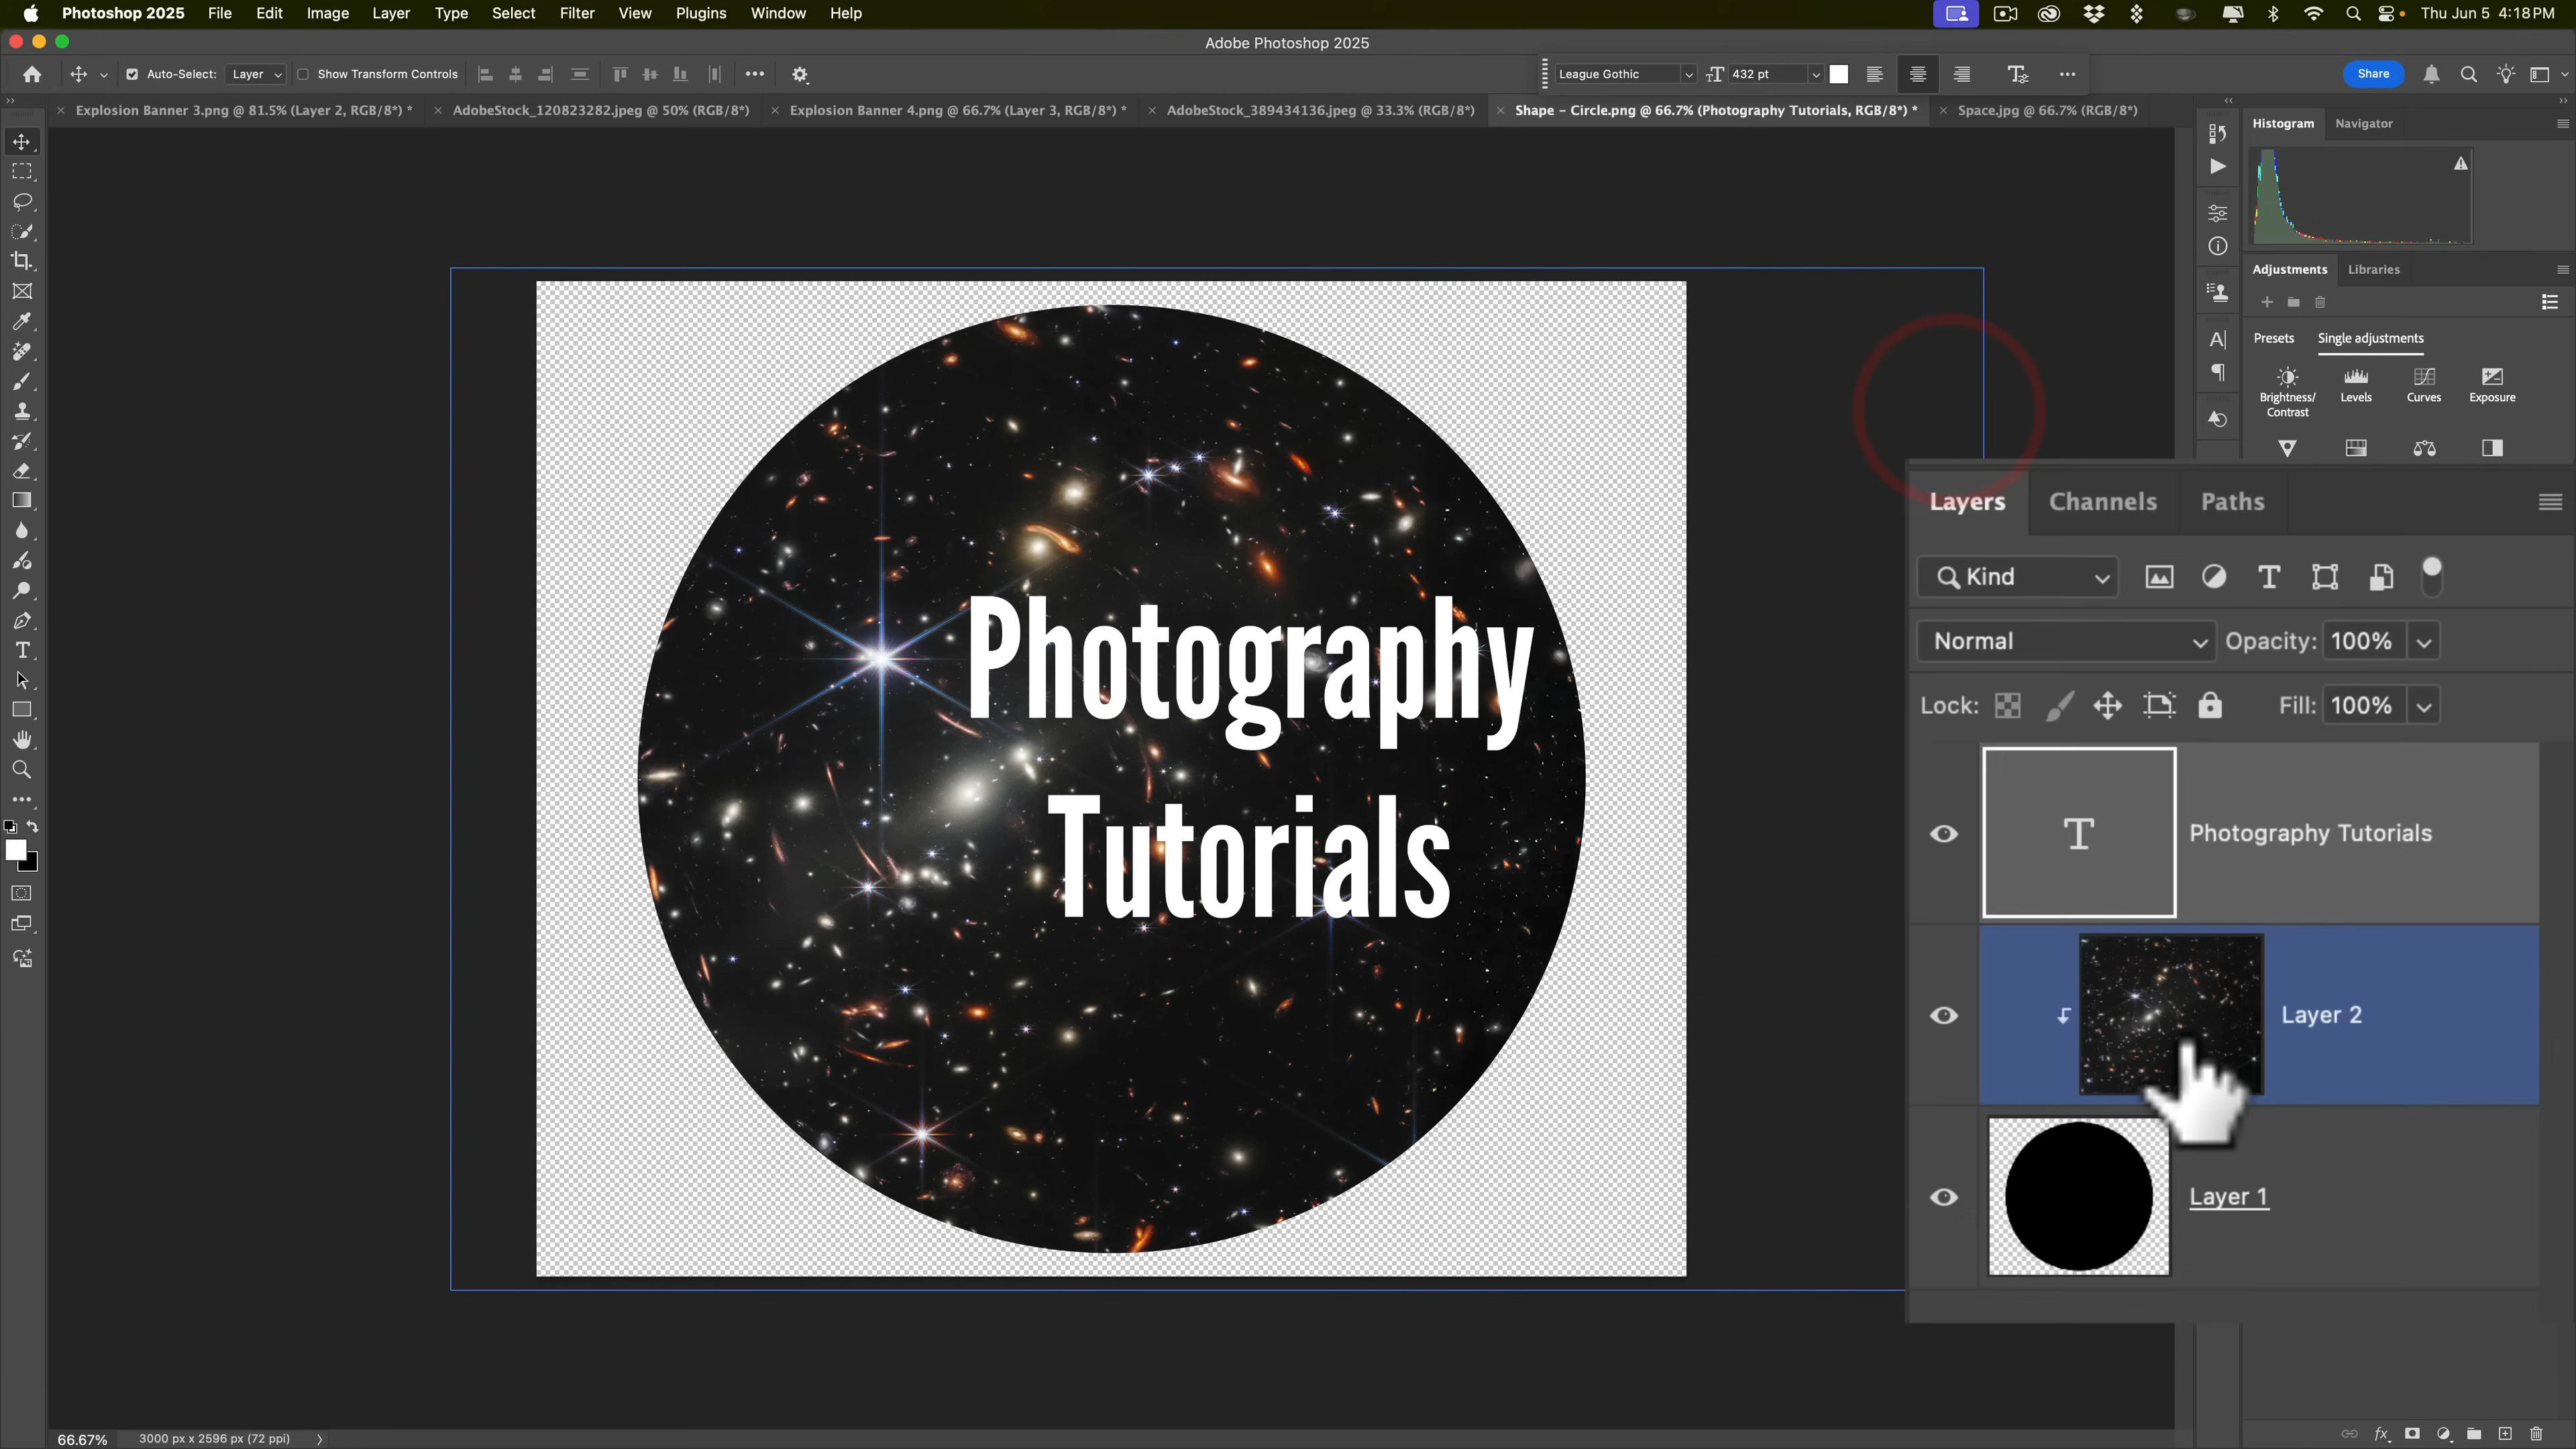 Photoshop 2025 File Edit Image Layer Type Select Filter View Plugins Window Help Thu Jun 5 4:18 PM
Adobe Photoshop 2025
Auto-Select: Layer Show Transform Controls League Gothic 432 pt Share
Explosion Banner 3.png @ 81.5% (Layer 2, RGB/8*) * AdobeStock_120823282.jpeg @ 50% (RGB/8*) Explosion Banner 4.png @ 66.7% (Layer 3, RGB/8*) * AdobeStock_389434136.jpeg @ 33.3% (RGB/8*) Shape - Circle.png @ 66.7% (Photography Tutorials, RGB/8*) * Space.jpg @ 66.7% (RGB/8*)
Histogram Navigator
Adjustments Libraries
Presets Single adjustments
Brightness/
Contrast
Levels
Curves
Exposure
Layers Channels Paths
Kind
Normal Opacity: 100%
Lock: Fill: 100%
Photography Tutorials
Layer 2
Layer 1
Photography
Tutorials
66.67% 3000 px x 2596 px (72 ppi)
fx